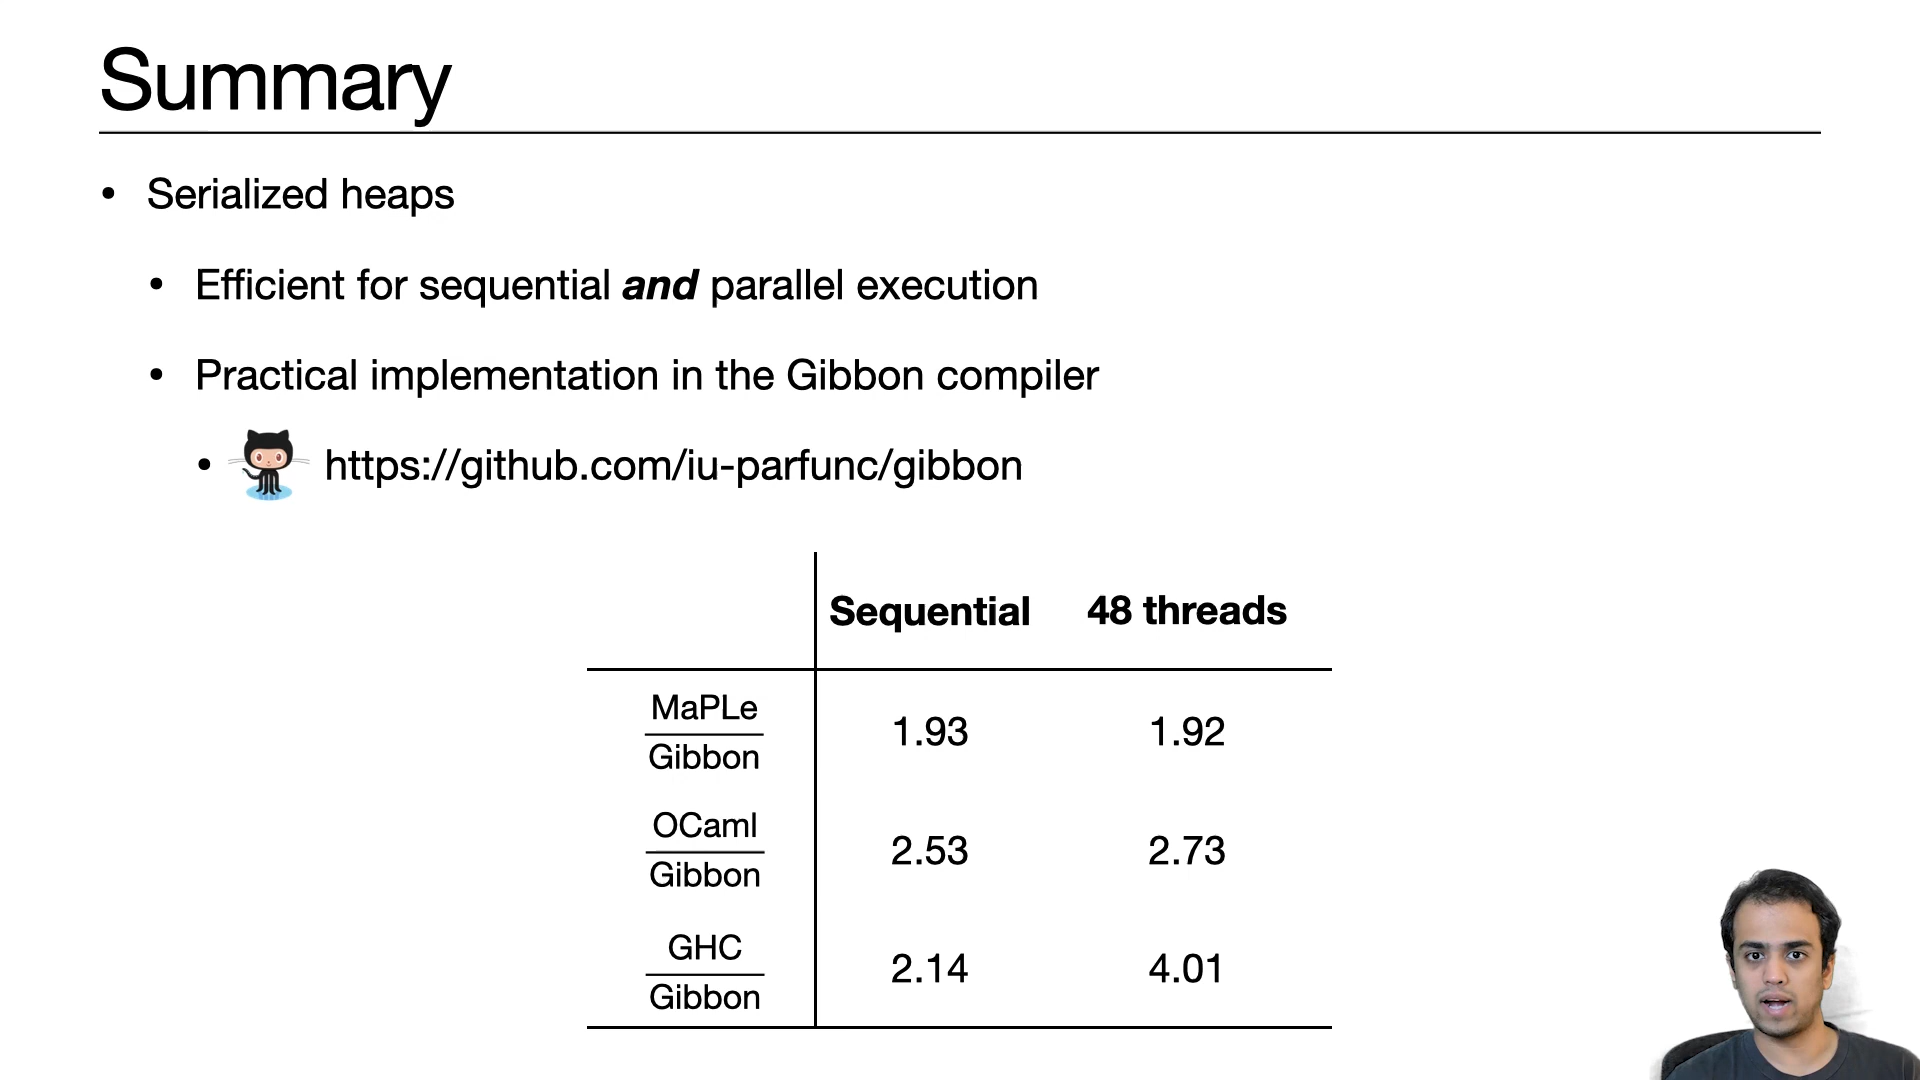 Summary
• Serialized heaps
• Efficient for sequential and parallel execution
• Practical implementation in the Gibbon compiler
• https://github.com/iu-parfunc/gibbon
Sequential 48 threads
MaPLe
Gibbon
1.93 1.92
OCaml
Gibbon
2.53 2.73
GHC
Gibbon
2.14 4.01